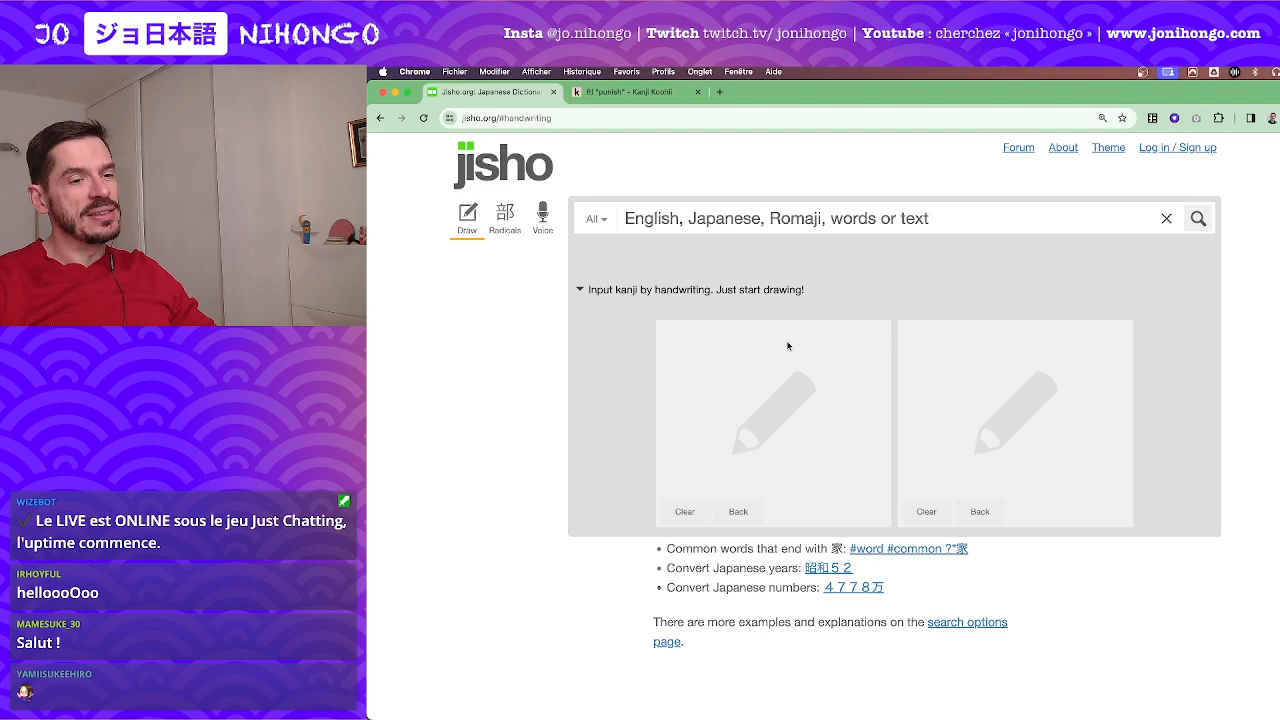 JO ジョ日本語 NIHONGO
Insta @jo.nihongo | Twitch twitch.tv/ jonihongo | Youtube : cherchez « jonihongo » | www.jonihongo.com
Chrome Fichier Modifier Afficher Historique Favoris Profils Onglet Fenêtre Aide
Jisho.org: Japanese Dictiona
"punish" - Kanji Koohii
jisho.org/#handwriting
jisho
Forum About Theme Log in / Sign up
Draw 部 Radicals Voice
All English, Japanese, Romaji, words or text
Input kanji by handwriting. Just start drawing!
Clear Back Clear Back
• Common words that end with 家: #word #common ?*家
• Convert Japanese years: 昭和５２
• Convert Japanese numbers: ４７７８万
There are more examples and explanations on the search options
page.
WIZEBOT
Le LIVE est ONLINE sous le jeu Just Chatting,
l'uptime commence.
IRHOYFUL
helloooOoo
MAMESUKE_30
Salut !
YAMIISUKEEHIRO